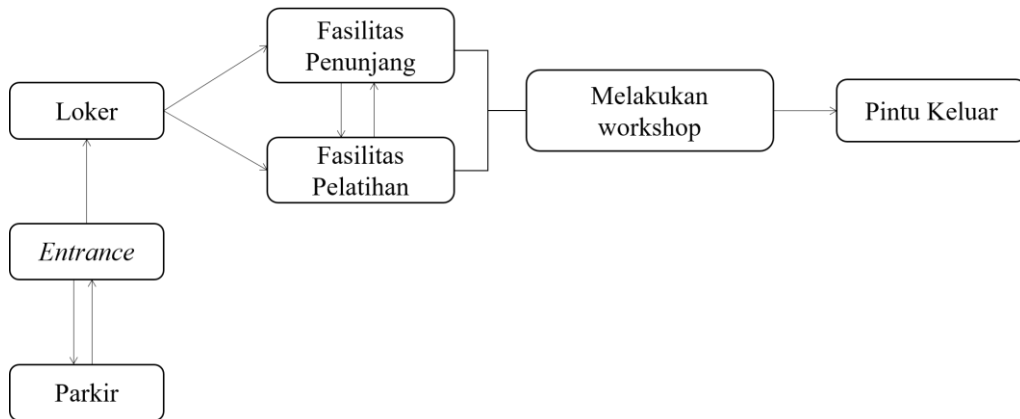 Fasilitas
Penunjang
Loker
Melakukan
workshop
Pintu Keluar
Fasilitas
Pelatihan
Entrance
Parkir